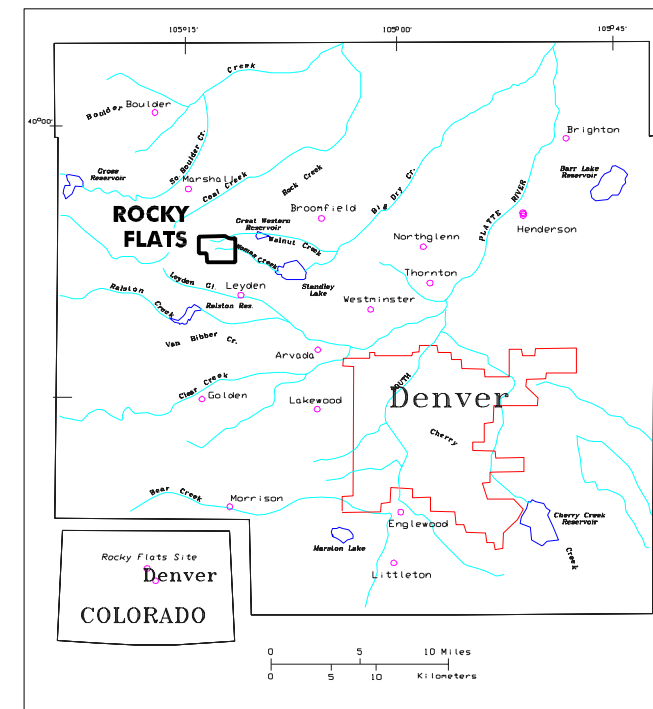 105°15'
105°00'
109°45'
Creek
Boulder
Boulder
40°00'
Brighton
Gross
Reservoir
So Boulder Cr.
Marshall
Coal Creek
Rock Creek
Barr Lake
Reservoir
ROCKY
FLATS
Great Western
Reservoir
Broomfield
Big Dry Cr.
PLATTE RIVER
Henderson
Walnut Creek
Woman Creek
Northglenn
Standley
Lake
Thornton
Leyden Cr.
Leyden
Ralston
Creek
Ralston Res.
Westminster
Van Bibber Cr.
Arvada
SOUTH
Clear Creek
Golden
Lakewood
Denver
Cherry
Bear Creek
Morrison
Englewood
Cherry Creek
Reservoir
Marston Lake
Creek
Littleton
Rocky Flats Site
Denver
COLORADO
0 5 10 Miles
0 5 10 Kilometers